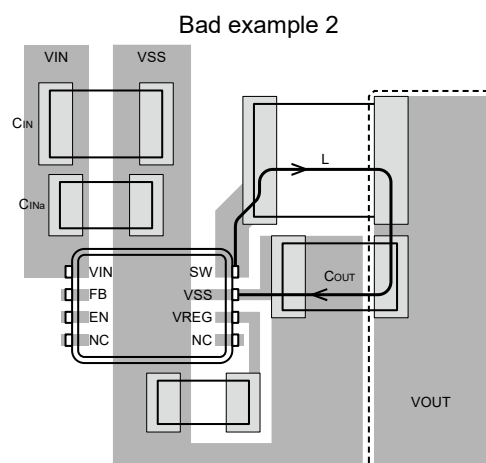 Bad example 2
VIN VSS
CIN
L
CINa
VIN SW
FB VSS COUT
EN VREG
NC NC
VOUT